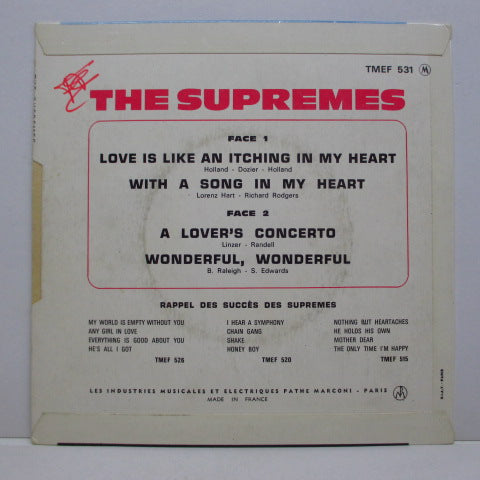 TMEF 531 M
THE SUPREMES
FACE 1
LOVE IS LIKE AN ITCHING IN MY HEART
Holland - Dozier - Holland
WITH A SONG IN MY HEART
Lorenz Hart - Richard Rodgers
FACE 2
A LOVER'S CONCERTO
Linzer - Randell
WONDERFUL, WONDERFUL
B. Raleigh - S. Edwards
RAPPEL DES SUCCÈS DES SUPREMES
MY WORLD IS EMPTY WITHOUT YOU
ANY GIRL IN LOVE
EVERYTHING IS GOOD ABOUT YOU
HE'S ALL I GOT
TMEF 526
I HEAR A SYMPHONY
CHAIN GANG
SHAKE
HONEY BOY
TMEF 520
NOTHING BUT HEARTACHES
HE HOLDS HIS OWN
MOTHER DEAR
THE ONLY TIME I'M HAPPY
TMEF 515
LES INDUSTRIES MUSICALES ET ELECTRIQUES PATHE MARCONI - PARIS
MADE IN FRANCE